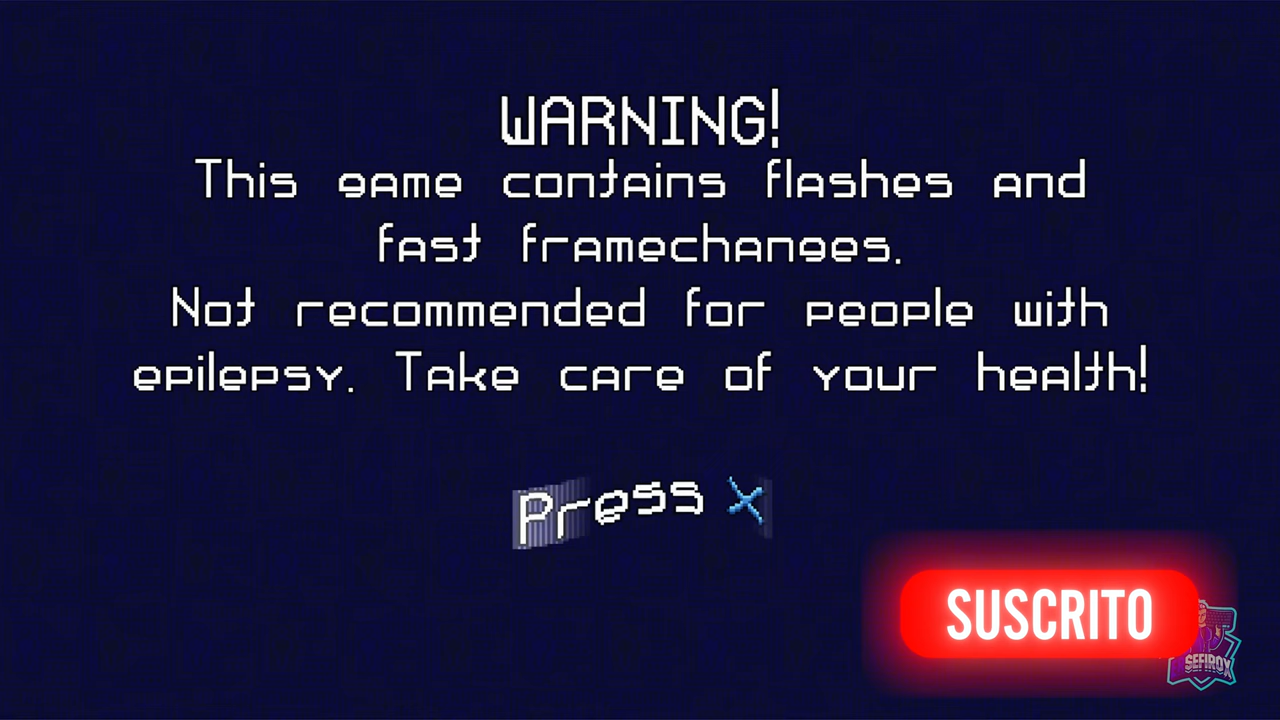 WARNING!
This game contains flashes and
fast framechanges.
Not recommended for people with
epilepsy. Take care of your health!
Press X
SUSCRITO
SEFIROX